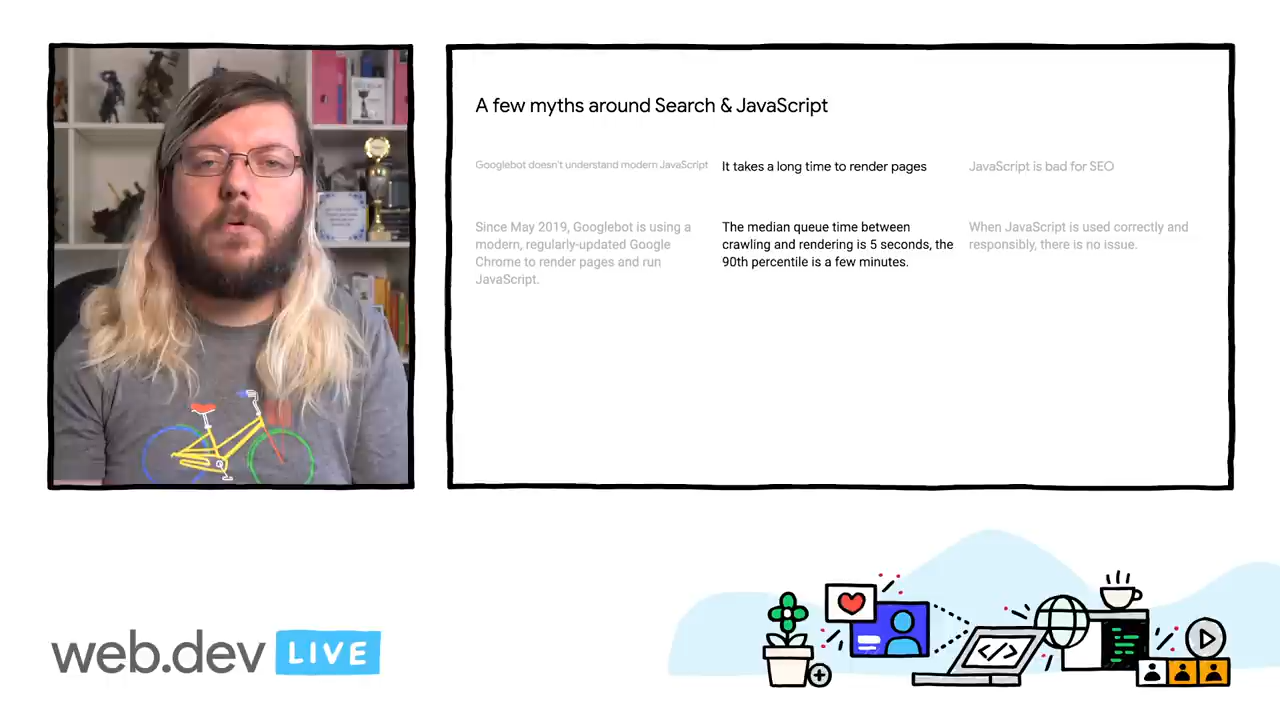 A few myths around Search & JavaScript
Googlebot doesn't understand modern JavaScript
Since May 2019, Googlebot is using a
modern, regularly-updated Google
Chrome to render pages and run
JavaScript.
It takes a long time to render pages
The median queue time between
crawling and rendering is 5 seconds, the
90th percentile is a few minutes.
JavaScript is bad for SEO
When JavaScript is used correctly and
responsibly, there is no issue.
web.dev LIVE
</>